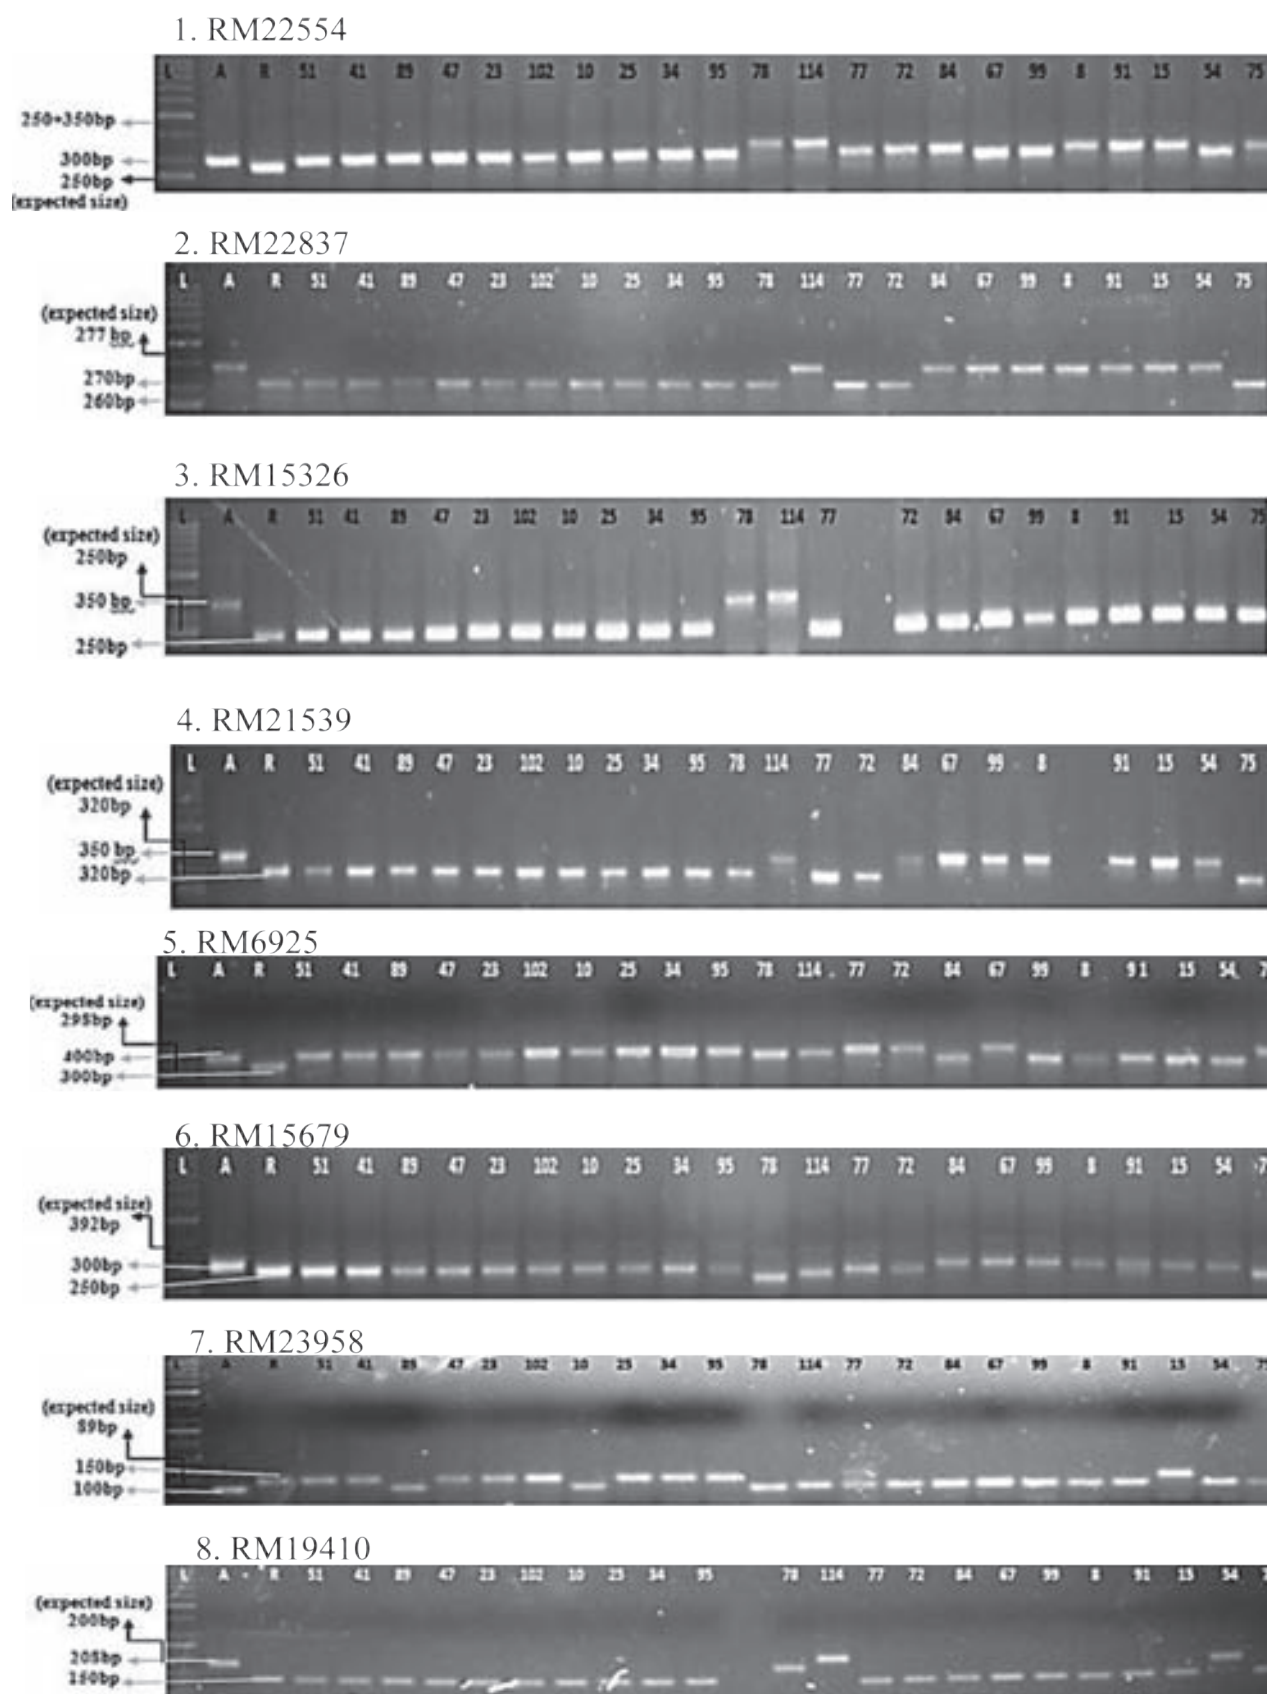 1. RM22554
L A R 51 41 89 47 23 102 10 25 34 95 78 114 77 72 84 67 99 8 91 15 54 75
250+350bp
300bp
250bp
(expected size)
2. RM22837
L A R 51 41 89 47 23 102 10 25 34 95 78 114 77 72 84 67 99 8 91 15 54 75
(expected size)
277 bp
270bp
260bp
3. RM15326
L A R 51 41 89 47 23 102 10 25 34 95 78 114 77 72 84 67 99 8 91 15 54 75
(expected size)
250bp
350 bp
250bp
4. RM21539
L A R 51 41 89 47 23 102 10 25 34 95 78 114 77 72 84 67 99 8 91 15 54 75
(expected size)
320bp
350 bp
320bp
5. RM6925
L A R 51 41 89 47 23 102 10 25 34 95 78 114 77 72 84 67 99 8 91 15 54 7
(expected size)
298bp
400bp
300bp
6. RM15679
L A R 51 41 89 47 23 102 10 25 34 95 78 114 77 72 84 67 99 8 91 15 54 7
(expected size)
392bp
300bp
250bp
7. RM23958
L A R 51 41 89 47 23 102 10 25 34 95 78 114 77 72 84 67 99 8 91 15 54 75
(expected size)
89bp
150bp
100bp
8. RM19410
L A R 51 41 89 47 23 102 10 25 34 95 78 114 77 72 84 67 99 8 91 15 54 7
(expected size)
200bp
208bp
150bp